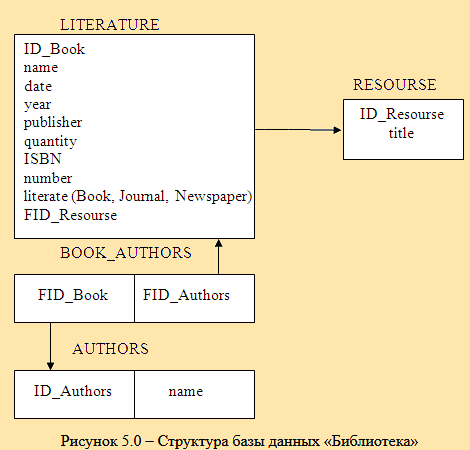 LITERATURE
ID_Book
name
date
year
publisher
quantity
ISBN
number
literate (Book, Journal, Newspaper)
FID_Resourse
RESOURSE
ID_Resourse
title
BOOK_AUTHORS
FID_Book FID_Authors
AUTHORS
ID_Authors name
Рисунок 5.0 – Структура базы данных «Библиотека»